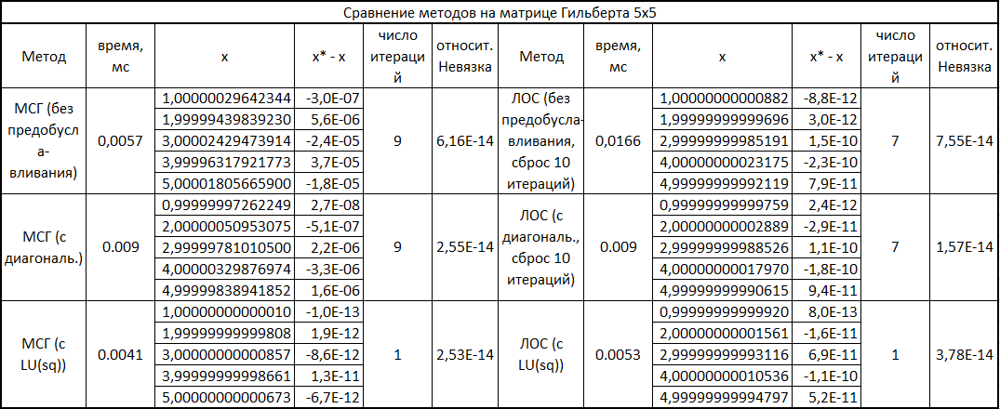 Сравнение методов на матрице Гильберта 5х5
Метод
время,
мс
x
x* - x
число
итераци
й
относит.
Невязка
Метод
время,
мс
x
x* - x
число
итераци
й
относит.
Невязка
МСГ (без
предобусл
а-
вливания)
0,0057
1,00000029642344 -3,0E-07
1,99999439839230 5,6E-06
3,00002429473914 -2,4E-05
3,99996317921773 3,7E-05
5,00001805665900 -1,8E-05
9
6,16E-14
ЛОС (без
предобусла-
вливания,
сброс 10
итераций)
0,0166
1,00000000000882 -8,8E-12
1,99999999999696 3,0E-12
2,99999999985191 1,5E-10
4,00000000023175 -2,3E-10
4,99999999992119 7,9E-11
7
7,55E-14
МСГ (с
диагональ.)
0.009
0,99999997262249 2,7E-08
2,00000050953075 -5,1E-07
2,99999781010500 2,2E-06
4,00000329876974 -3,3E-06
4,99999838941852 1,6E-06
9
2,55E-14
ЛОС (с
диагональ.,
сброс 10
итераций)
0.009
0,99999999999759 2,4E-12
2,00000000002889 -2,9E-11
2,99999999988526 1,1E-10
4,00000000017970 -1,8E-10
4,99999999990615 9,4E-11
7
1,57E-14
МСГ (с
LU(sq))
0.0041
1,00000000000010 -1,0E-13
1,99999999999808 1,9E-12
3,00000000000857 -8,6E-12
3,99999999998661 1,3E-11
5,00000000000673 -6,7E-12
1
2,53E-14
ЛОС (с
LU(sq))
0.0053
0,99999999999920 8,0E-13
2,00000000001561 -1,6E-11
2,99999999993116 6,9E-11
4,00000000010536 -1,1E-10
4,99999999994797 5,2E-11
1
3,78E-14